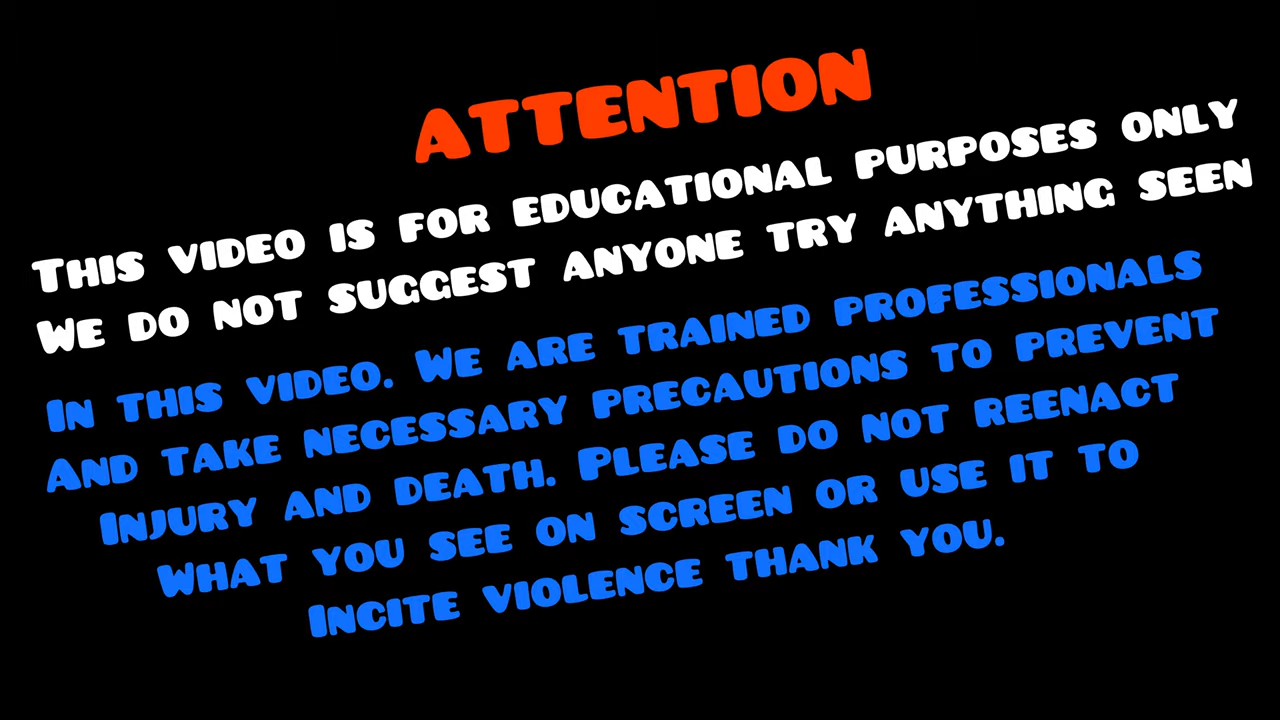 ATTENTION
THIS VIDEO IS FOR EDUCATIONAL PURPOSES ONLY
WE DO NOT SUGGEST ANYONE TRY ANYTHING SEEN
IN THIS VIDEO. WE ARE TRAINED PROFESSIONALS
AND TAKE NECESSARY PRECAUTIONS TO PREVENT
INJURY AND DEATH. PLEASE DO NOT REENACT
WHAT YOU SEE ON SCREEN OR USE IT TO
INCITE VIOLENCE THANK YOU.